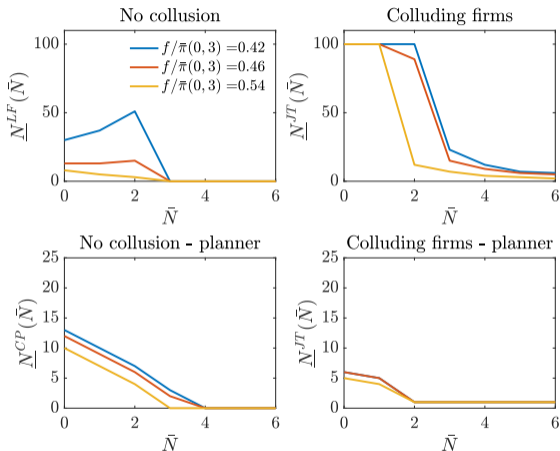 No collusion
N̲^{LF}(N̄)
100
50
0
f/π̄(0, 3) =0.42
f/π̄(0, 3) =0.46
f/π̄(0, 3) =0.54
0 2 4 6
N̄
Colluding firms
N̲^{JT}(N̄)
100
50
0
0 2 4 6
N̄
No collusion - planner
N̲^{CP}(N̄)
25
20
15
10
5
0
0 2 4 6
N̄
Colluding firms - planner
N̲^{JT}(N̄)
25
20
15
10
5
0
0 2 4 6
N̄